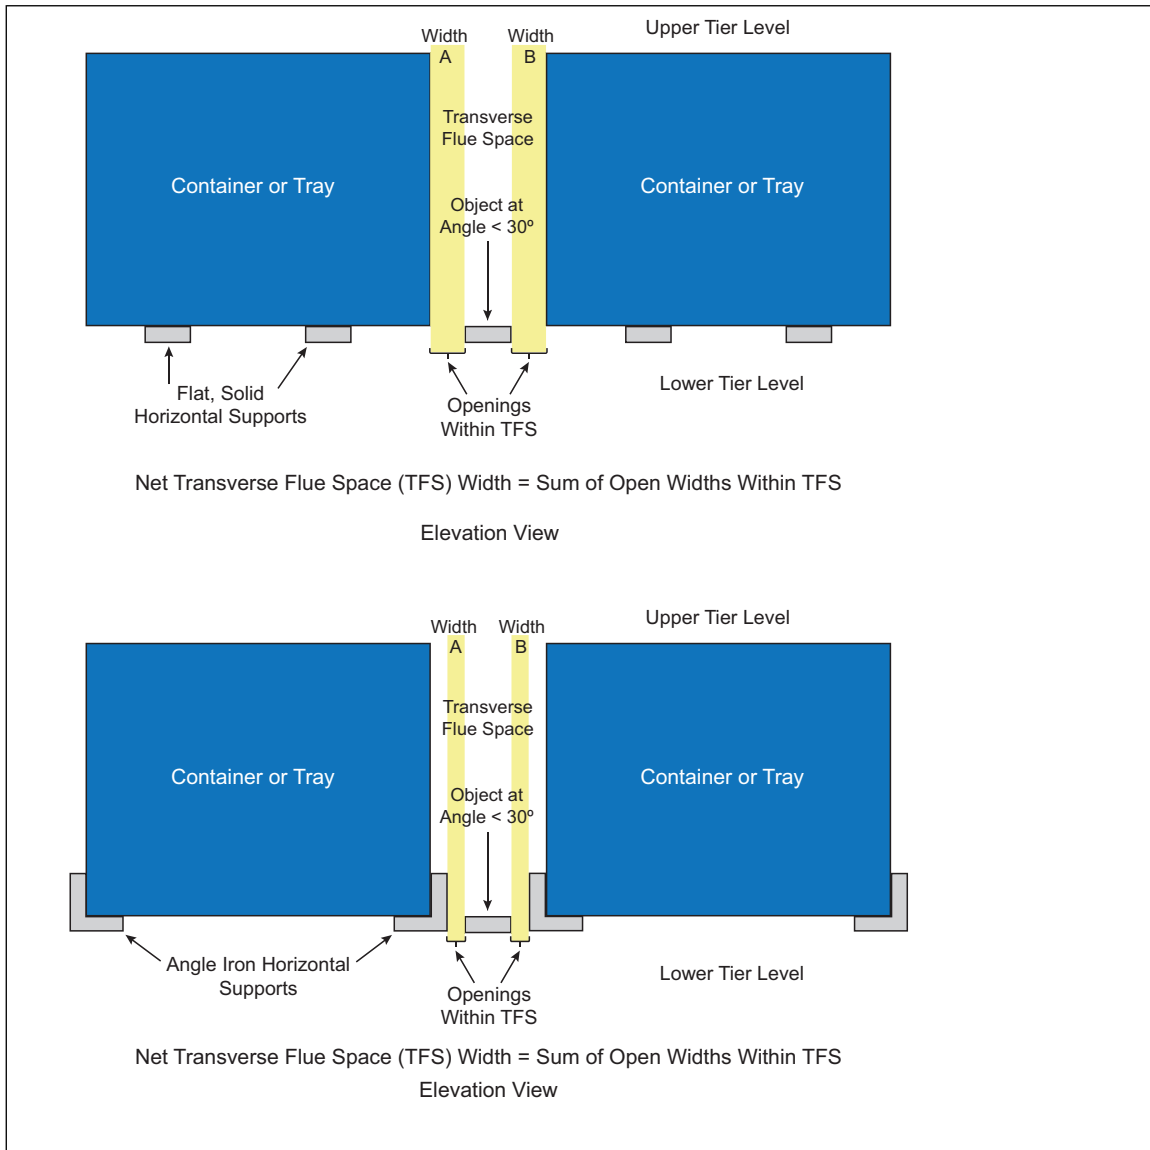 Upper Tier Level
Width
A
Width
B
Transverse
Flue Space
Container or Tray
Container or Tray
Object at
Angle < 30º
Flat, Solid
Horizontal Supports
Openings
Within TFS
Lower Tier Level
Net Transverse Flue Space (TFS) Width = Sum of Open Widths Within TFS
Elevation View
Upper Tier Level
Width
A
Width
B
Transverse
Flue Space
Container or Tray
Container or Tray
Object at
Angle < 30º
Angle Iron Horizontal
Supports
Openings
Within TFS
Lower Tier Level
Net Transverse Flue Space (TFS) Width = Sum of Open Widths Within TFS
Elevation View